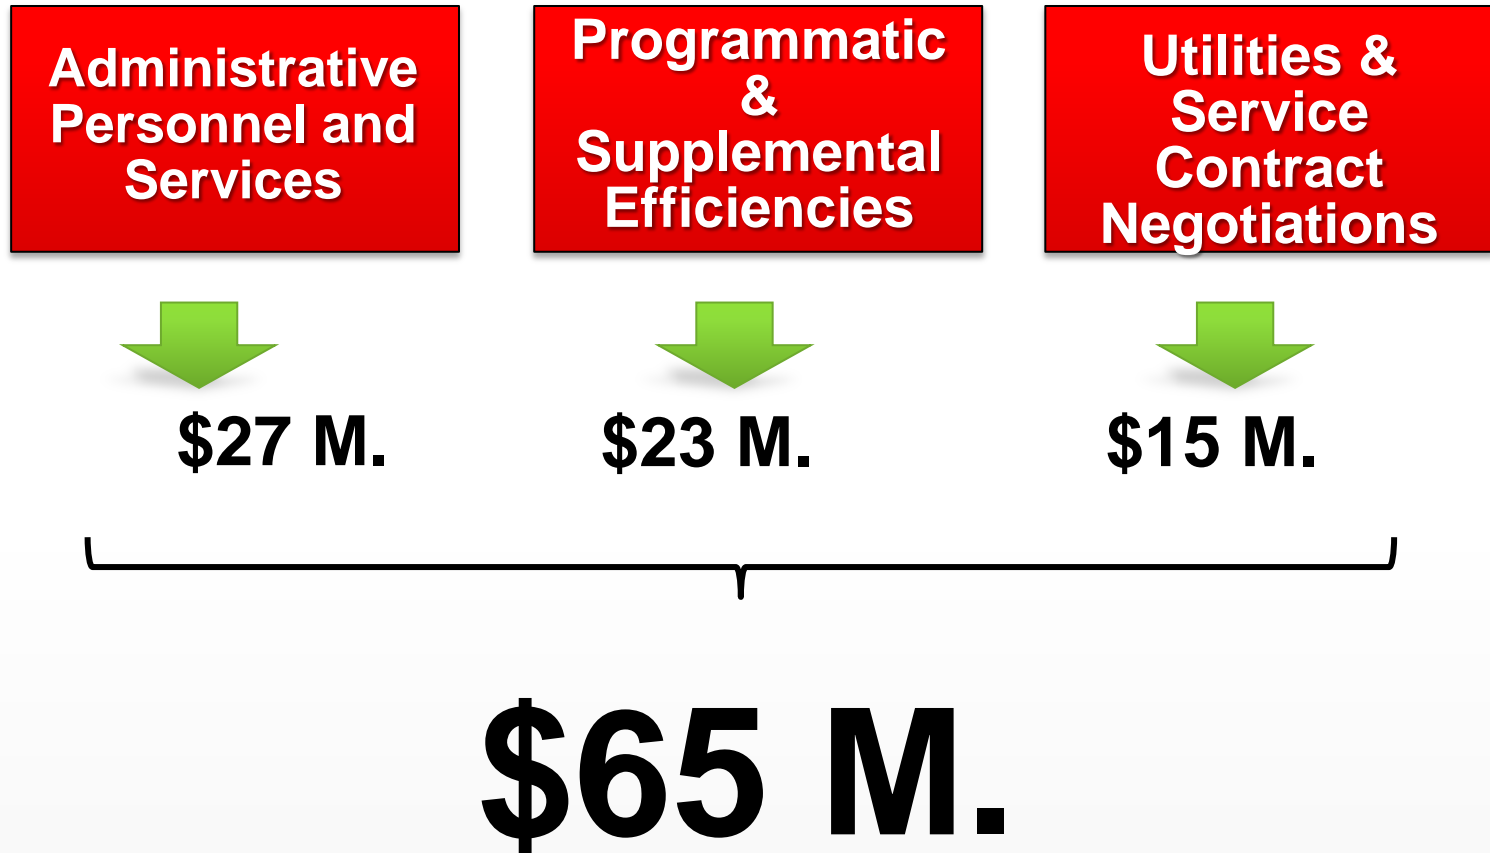 Administrative
Personnel and
Services
Programmatic
&
Supplemental
Efficiencies
Utilities &
Service
Contract
Negotiations
$27 M.
$23 M.
$15 M.
$65 M.